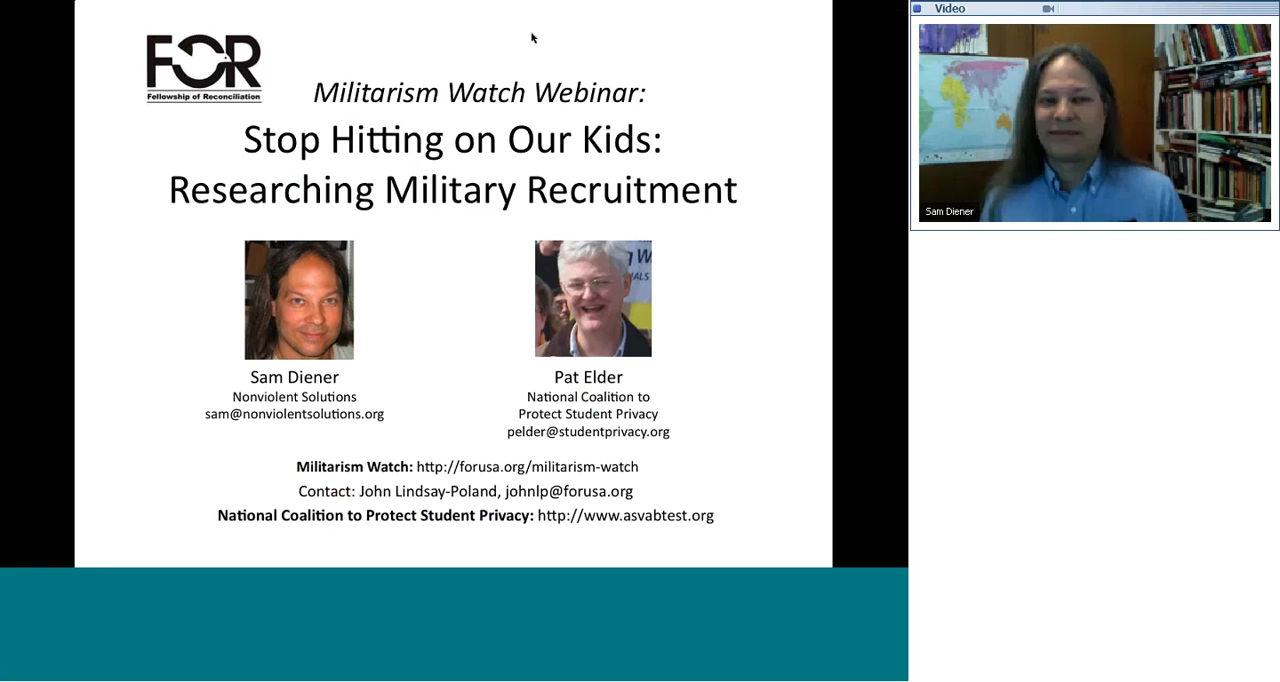 FOR
Fellowship of Reconciliation
Militarism Watch Webinar:
Stop Hitting on Our Kids:
Researching Military Recruitment
Sam Diener
Nonviolent Solutions
sam@nonviolentsolutions.org
Pat Elder
National Coalition to
Protect Student Privacy
pelder@studentprivacy.org
Militarism Watch: http://forusa.org/militarism-watch
Contact: John Lindsay-Poland, johnlp@forusa.org
National Coalition to Protect Student Privacy: http://www.asvabtest.org
Video
Sam Diener